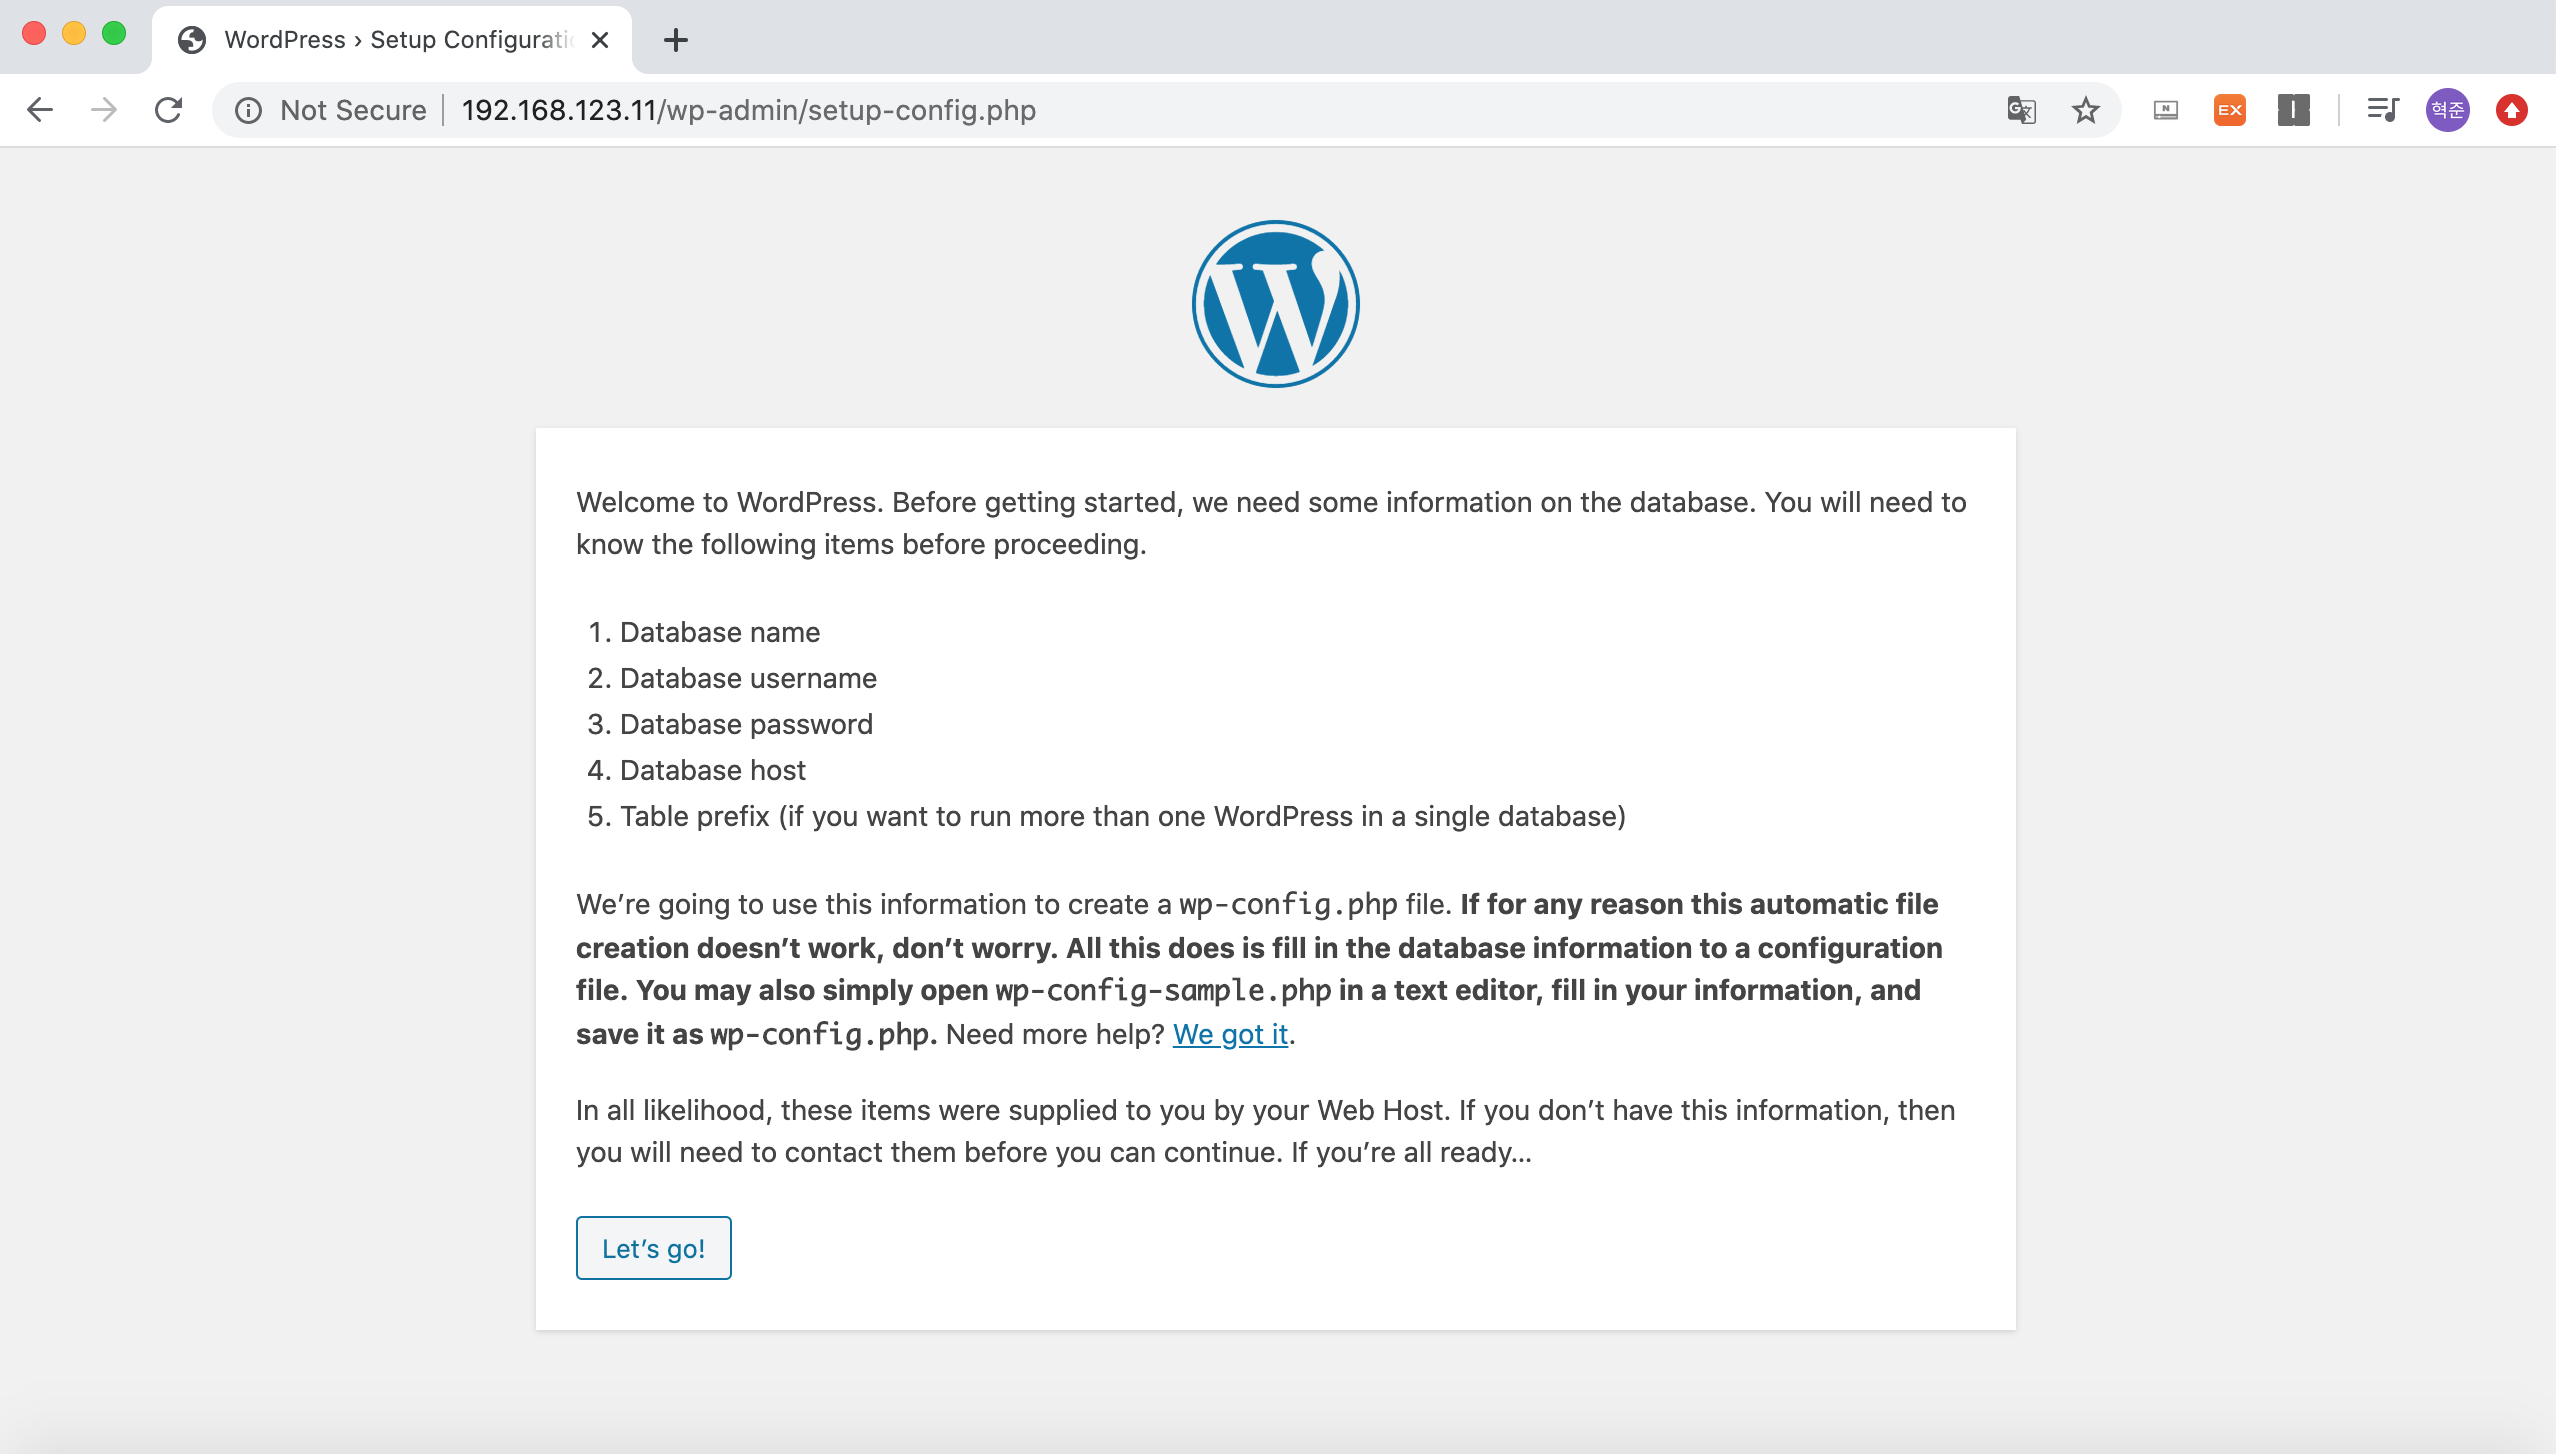 WordPress › Setup Configuratio
Not Secure
192.168.123.11/wp-admin/setup-config.php
EX
혁준
Welcome to WordPress. Before getting started, we need some information on the database. You will need to
know the following items before proceeding.
1. Database name
2. Database username
3. Database password
4. Database host
5. Table prefix (if you want to run more than one WordPress in a single database)
We’re going to use this information to create a wp-config.php file. If for any reason this automatic file
creation doesn’t work, don’t worry. All this does is fill in the database information to a configuration
file. You may also simply open wp-config-sample.php in a text editor, fill in your information, and
save it as wp-config.php. Need more help? We got it.
In all likelihood, these items were supplied to you by your Web Host. If you don’t have this information, then
you will need to contact them before you can continue. If you’re all ready…
Let’s go!